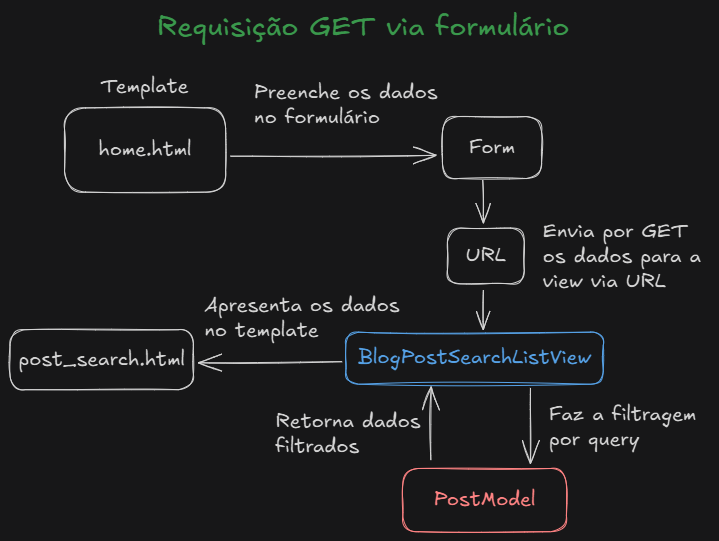 Requisição GET via formulário
Template
home.html
Preenche os dados
no formulário
Form
URL
Envia por GET
os dados para a
view via URL
Apresenta os dados
no template
post_search.html
BlogPostSearchListView
Retorna dados
filtrados
Faz a filtragem
por query
PostModel